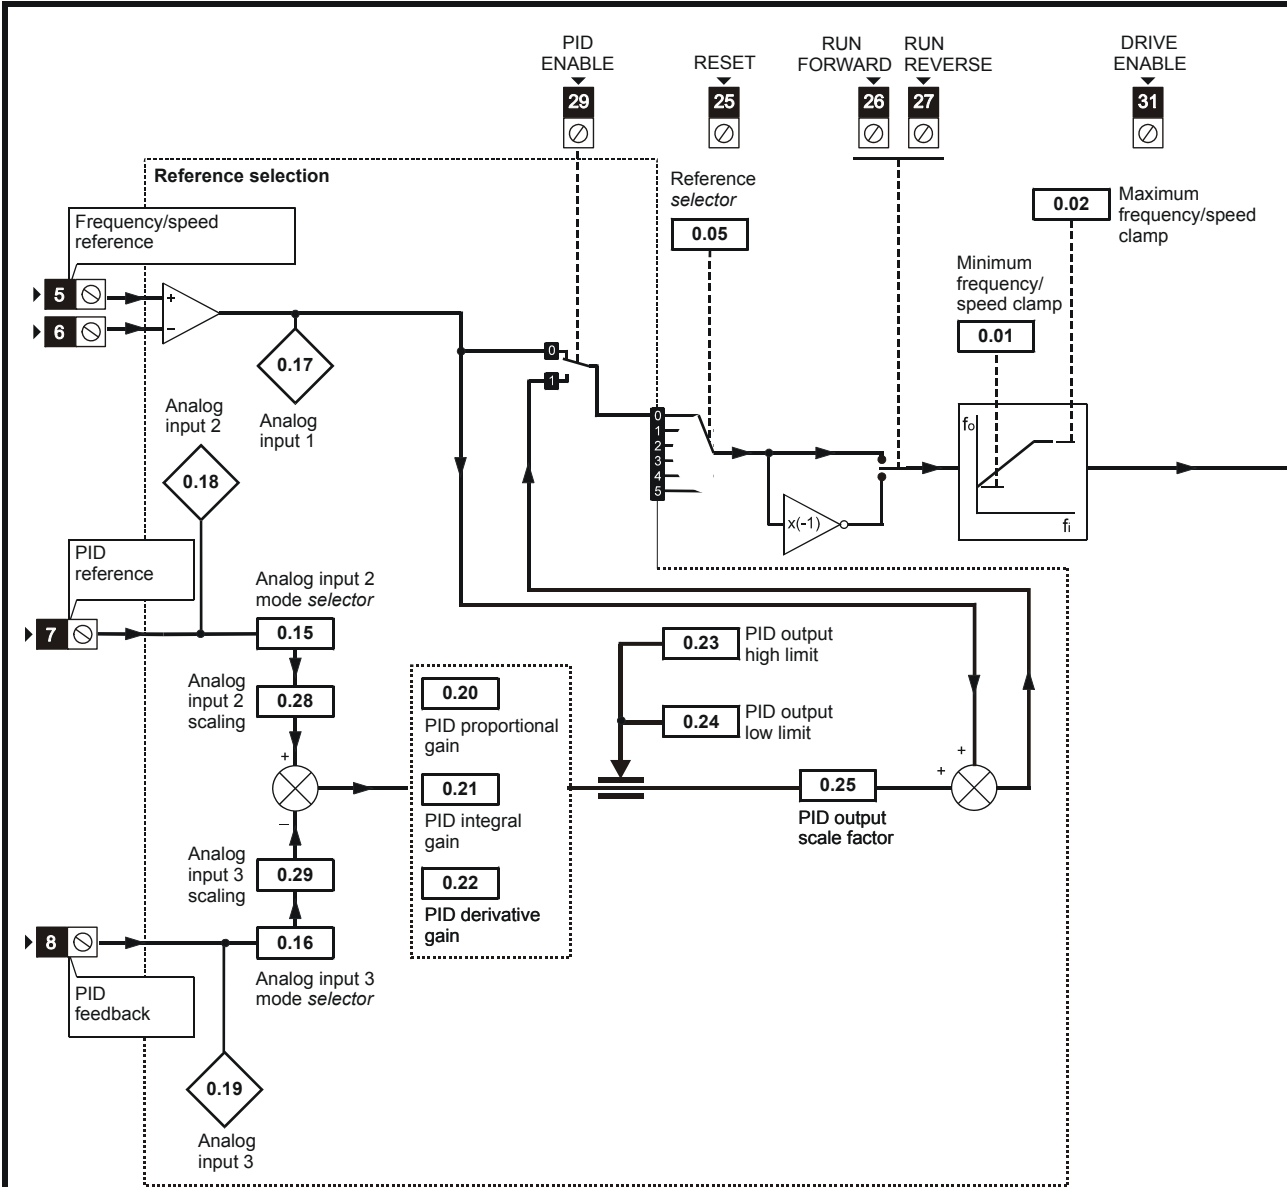 PID
ENABLE
29
RESET
25
RUN
FORWARD
26
RUN
REVERSE
27
DRIVE
ENABLE
31
Reference selection
Reference
selector
0.05
0.02
Maximum
frequency/speed
clamp
Minimum
frequency/
speed clamp
0.01
Frequency/speed
reference
5
6
+
−
0.17
Analog
input 1
0
1
0
1
2
3
4
5
x(-1)
fo
fi
Analog
input 2
0.18
PID
reference
7
Analog input 2
mode selector
0.15
Analog
input 2
scaling
0.28
+
−
Analog
input 3
scaling
0.29
8
0.16
Analog input 3
mode selector
PID
feedback
0.19
Analog
input 3
0.20
PID proportional
gain
0.21
PID integral
gain
0.22
PID derivative
gain
0.23
PID output
high limit
0.24
PID output
low limit
0.25
PID output
scale factor
+
+